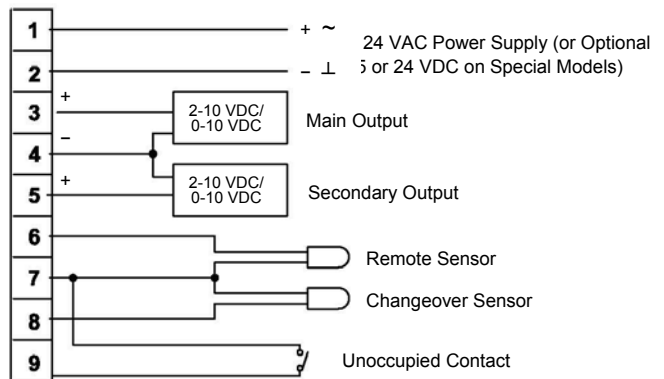 1
+ ~
24 VAC Power Supply (or Optional
2
– ⊥
5 or 24 VDC on Special Models)
3
+
2-10 VDC/
0-10 VDC
Main Output
4
–
5
+
2-10 VDC/
0-10 VDC
Secondary Output
6
Remote Sensor
7
Changeover Sensor
8
9
Unoccupied Contact